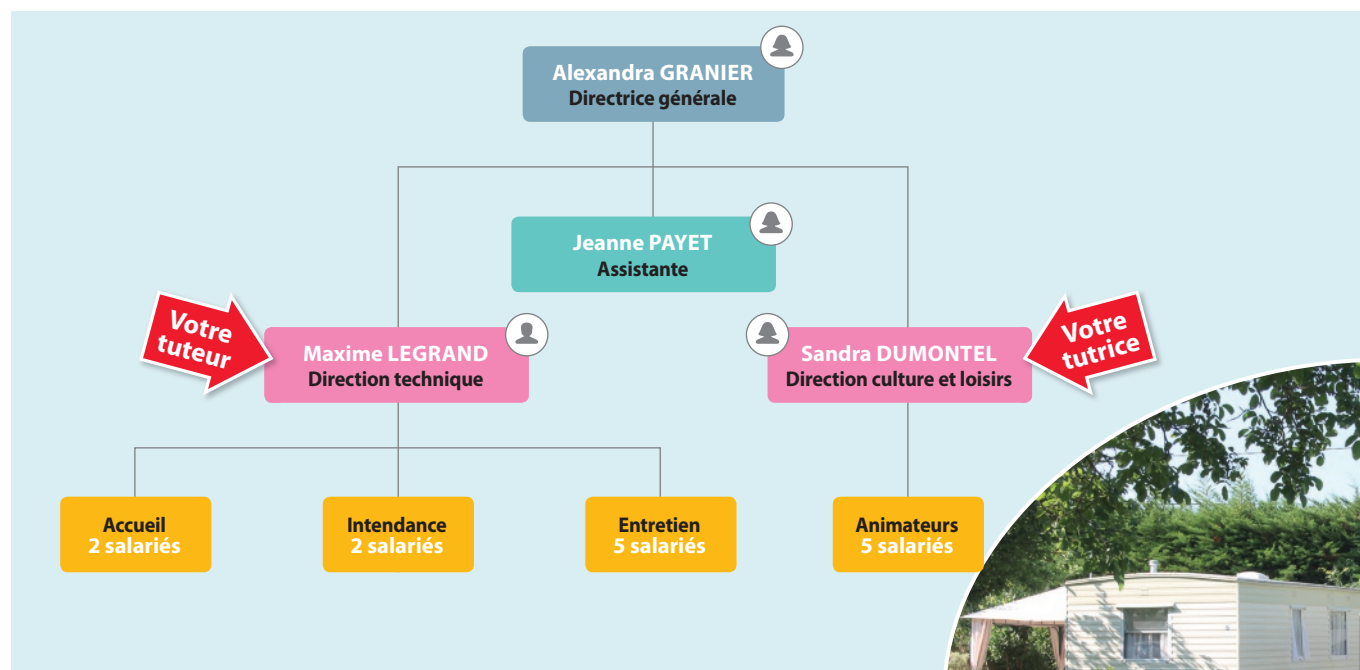 Alexandra GRANIER
Directrice générale
Jeanne PAYET
Assistante
Votre
tuteur
Maxime LEGRAND
Direction technique
Sandra DUMONTEL
Direction culture et loisirs
Votre
tutrice
Accueil
2 salariés
Intendance
2 salariés
Entretien
5 salariés
Animateurs
5 salariés